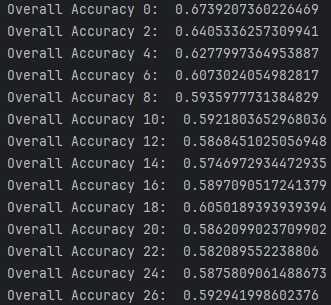 Overall Accuracy 0:  0.6739207360226469
Overall Accuracy 2:  0.6405336257309941
Overall Accuracy 4:  0.6277997364953887
Overall Accuracy 6:  0.6073024054982817
Overall Accuracy 8:  0.5935977731384829
Overall Accuracy 10:  0.5921803652968036
Overall Accuracy 12:  0.5868451025056948
Overall Accuracy 14:  0.5746972934472935
Overall Accuracy 16:  0.5897090517241379
Overall Accuracy 18:  0.6050189393939394
Overall Accuracy 20:  0.5862099023709902
Overall Accuracy 22:  0.582089552238806
Overall Accuracy 24:  0.5875809061488673
Overall Accuracy 26:  0.592941998602376